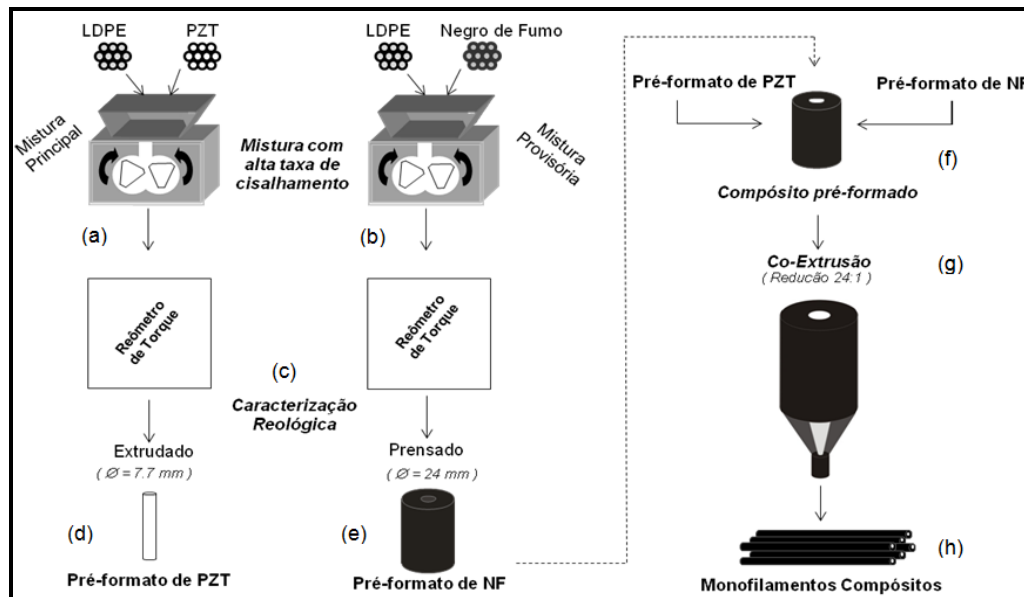 LDPE
PZT
Mistura
Principal
(a)
Mistura com
alta taxa de
cisalhamento
LDPE
Negro de Fumo
Mistura
Provisória
(b)
Reômetro
de Torque
Reômetro
de Torque
(c)
Caracterização
Reológica
Extrudado
( Ø = 7.7 mm )
(d)
Pré-formato de PZT
Prensado
( Ø = 24 mm )
(e)
Pré-formato de NF
Pré-formato de PZT
Pré-formato de NF
(f)
Compósito pré-formado
Co-Extrusão
( Redução 24:1 )
(g)
(h)
Monofilamentos Compósitos